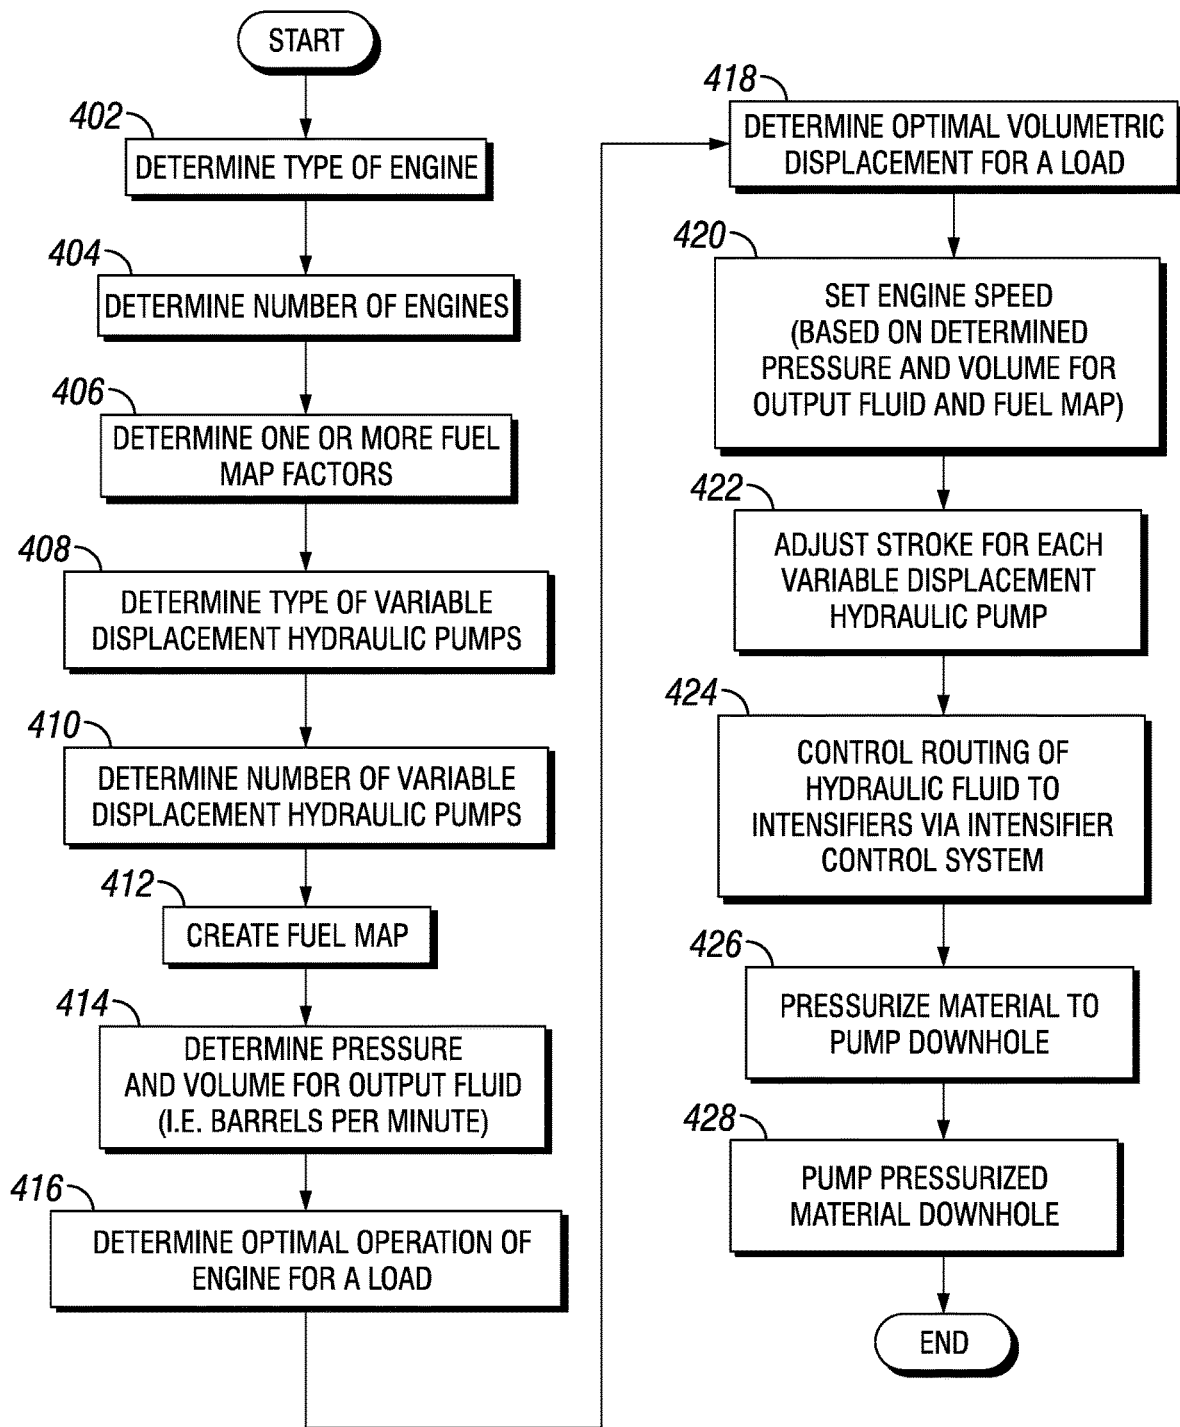 START
402
DETERMINE TYPE OF ENGINE
404
DETERMINE NUMBER OF ENGINES
406
DETERMINE ONE OR MORE FUEL
MAP FACTORS
408
DETERMINE TYPE OF VARIABLE
DISPLACEMENT HYDRAULIC PUMPS
410
DETERMINE NUMBER OF VARIABLE
DISPLACEMENT HYDRAULIC PUMPS
412
CREATE FUEL MAP
414
DETERMINE PRESSURE
AND VOLUME FOR OUTPUT FLUID
(I.E. BARRELS PER MINUTE)
416
DETERMINE OPTIMAL OPERATION OF
ENGINE FOR A LOAD
418
DETERMINE OPTIMAL VOLUMETRIC
DISPLACEMENT FOR A LOAD
420
SET ENGINE SPEED
(BASED ON DETERMINED
PRESSURE AND VOLUME FOR
OUTPUT FLUID AND FUEL MAP)
422
ADJUST STROKE FOR EACH
VARIABLE DISPLACEMENT
HYDRAULIC PUMP
424
CONTROL ROUTING OF
HYDRAULIC FLUID TO
INTENSIFIERS VIA INTENSIFIER
CONTROL SYSTEM
426
PRESSURIZE MATERIAL TO
PUMP DOWNHOLE
428
PUMP PRESSURIZED
MATERIAL DOWNHOLE
END